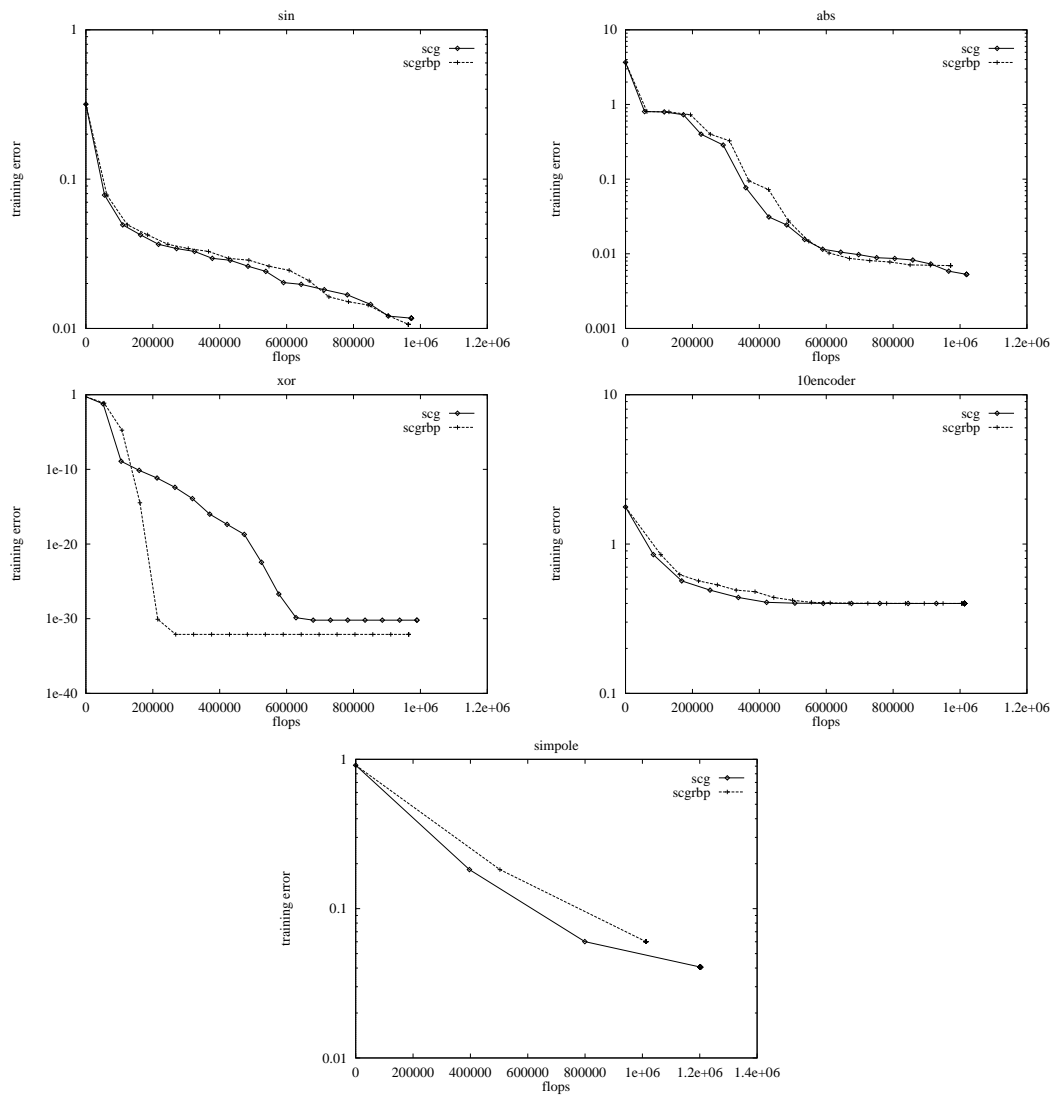 sin
1
0.1
0.01
training error
scg
scgrbp
0 200000 400000 600000 800000 1e+06 1.2e+06
flops
abs
10
1
0.1
0.01
0.001
training error
scg
scgrbp
0 200000 400000 600000 800000 1e+06 1.2e+06
flops
xor
1
1e-10
1e-20
1e-30
1e-40
training error
scg
scgrbp
0 200000 400000 600000 800000 1e+06 1.2e+06
flops
10encoder
10
1
0.1
training error
scg
scgrbp
0 200000 400000 600000 800000 1e+06 1.2e+06
flops
simpole
1
0.1
0.01
training error
scg
scgrbp
0 200000 400000 600000 800000 1e+06 1.2e+06 1.4e+06
flops